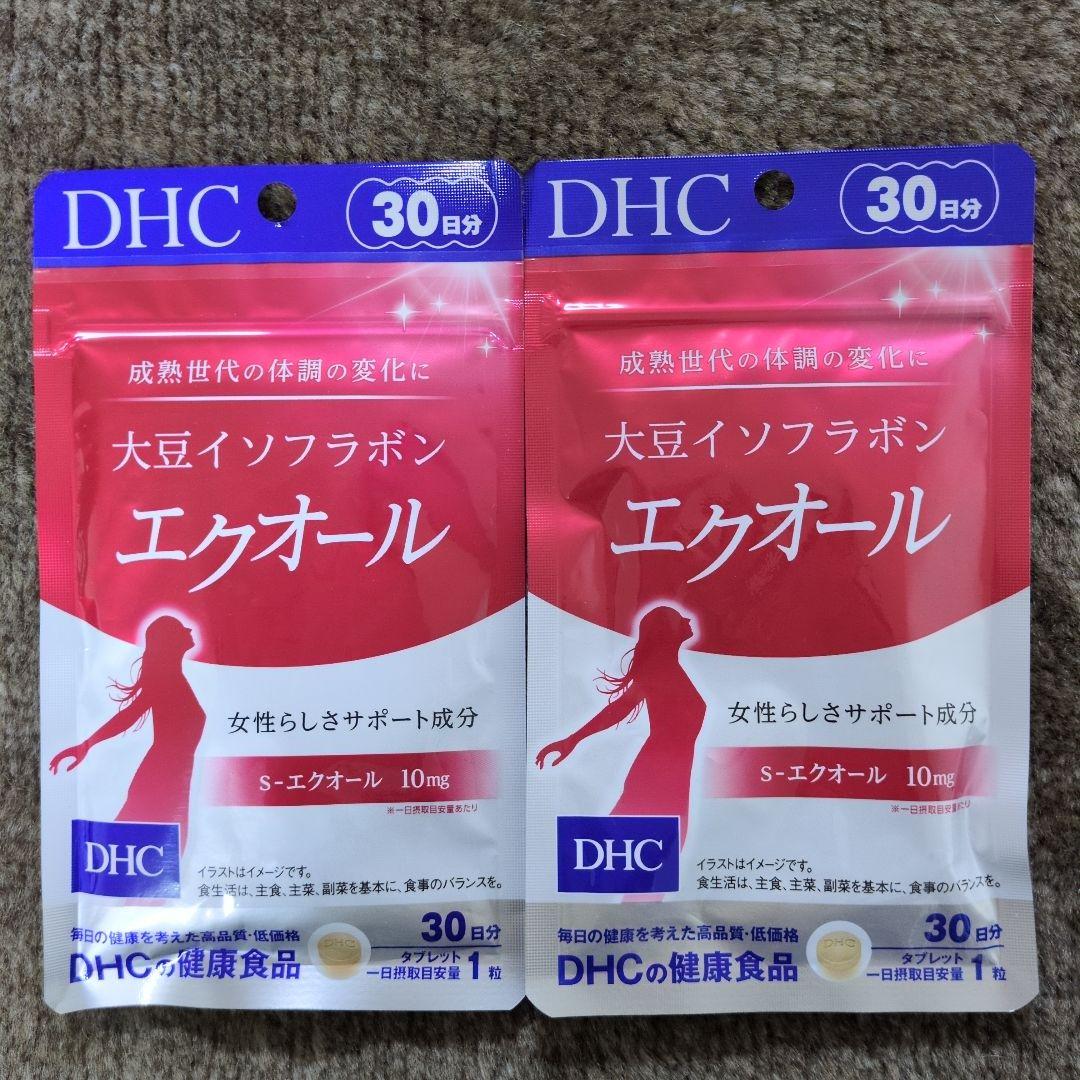 DHC
30日分
成熟世代の体調の変化に
大豆イソフラボン
エクオール
女性らしさサポート成分
S-エクオール 10mg
※一日摂取目安量あたり
DHC
イラストはイメージです。
食生活は、主食、主菜、副菜を基本に、食事のバランスを。
毎日の健康を考えた高品質・低価格
DHCの健康食品
DHC
30日分
タブレット
一日摂取目安量1粒
DHC
30日分
成熟世代の体調の変化に
大豆イソフラボン
エクオール
女性らしさサポート成分
S-エクオール 10mg
※一日摂取目安量あたり
DHC
イラストはイメージです。
食生活は、主食、主菜、副菜を基本に、食事のバランスを。
毎日の健康を考えた高品質・低価格
DHCの健康食品
DHC
30日分
タブレット
一日摂取目安量1粒